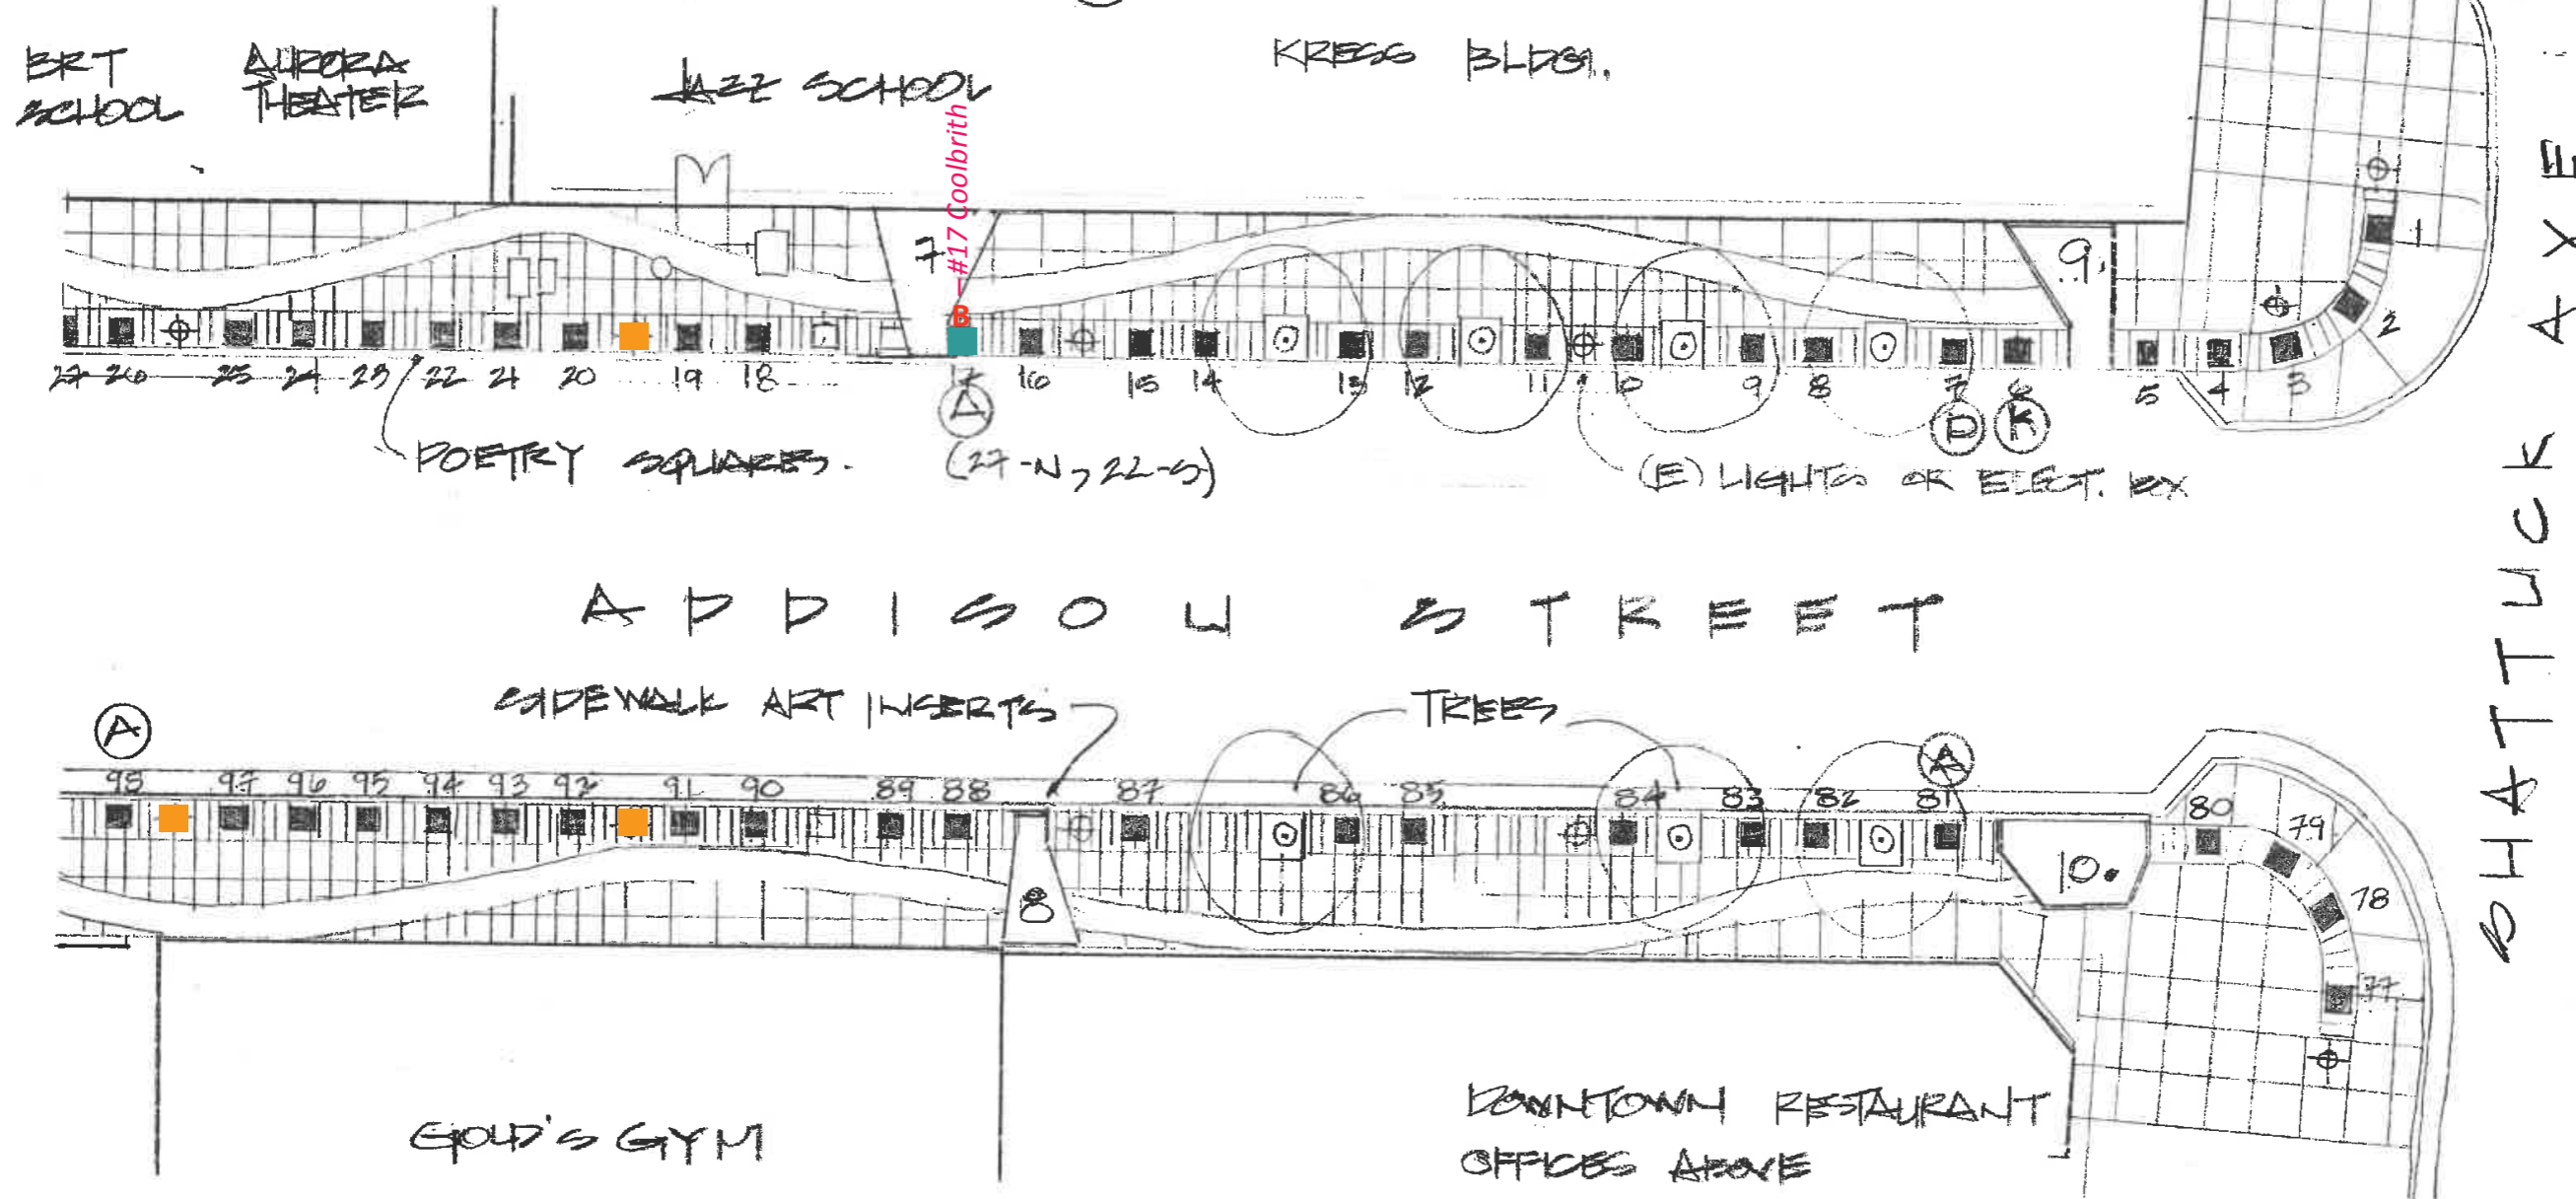 BRT
SCHOOL
AURORA
THEATER
JAZZ SCHOOL
KRESS BLDG.
#17 Coolbrith
B
7
9.
1
2
27 26 25 24 23 22 21 20 19 18 17 16 15 14 13 12 11 10 9 8 7 6 5 4 3
A
D K
POETRY SQUARES.
(27-N, 22-S)
(E) LIGHTS OR ELECT. BOX
SHATTUCK AVE
ADDISON STREET
SIDEWALK ART INSERTS
TREES
A
A
98 97 96 95 94 93 92 91 90 89 88 87 86 85 84 83 82 81 80 79
78
77
8
10.
GOLD'S GYM
DOWNTOWN RESTAURANT
OFFICES ABOVE